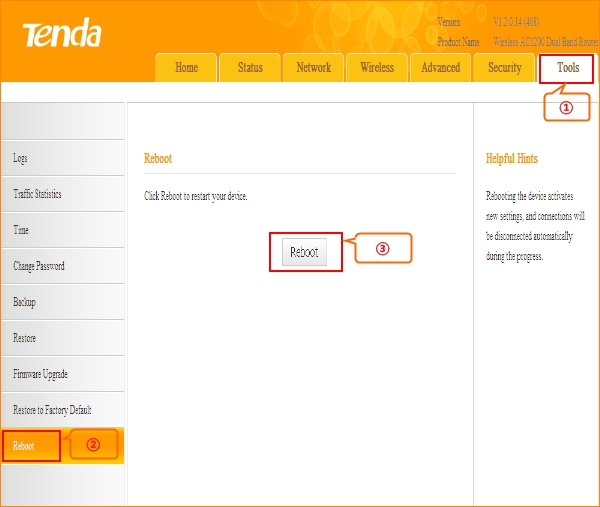 Tenda
Version V1.2.0.14 (408)
Product Name Wireless AC1200 Dual Band Router
Home Status Network Wireless Advanced Security Tools
①
Logs
Traffic Statistics
Time
Change Password
Backup
Restore
Firmware Upgrade
Restore to Factory Default
Reboot
②
Reboot
Click Reboot to restart your device.
Reboot
③
Helpful Hints
Rebooting the device activates
new settings, and connections will
be disconnected automatically
during the progress.